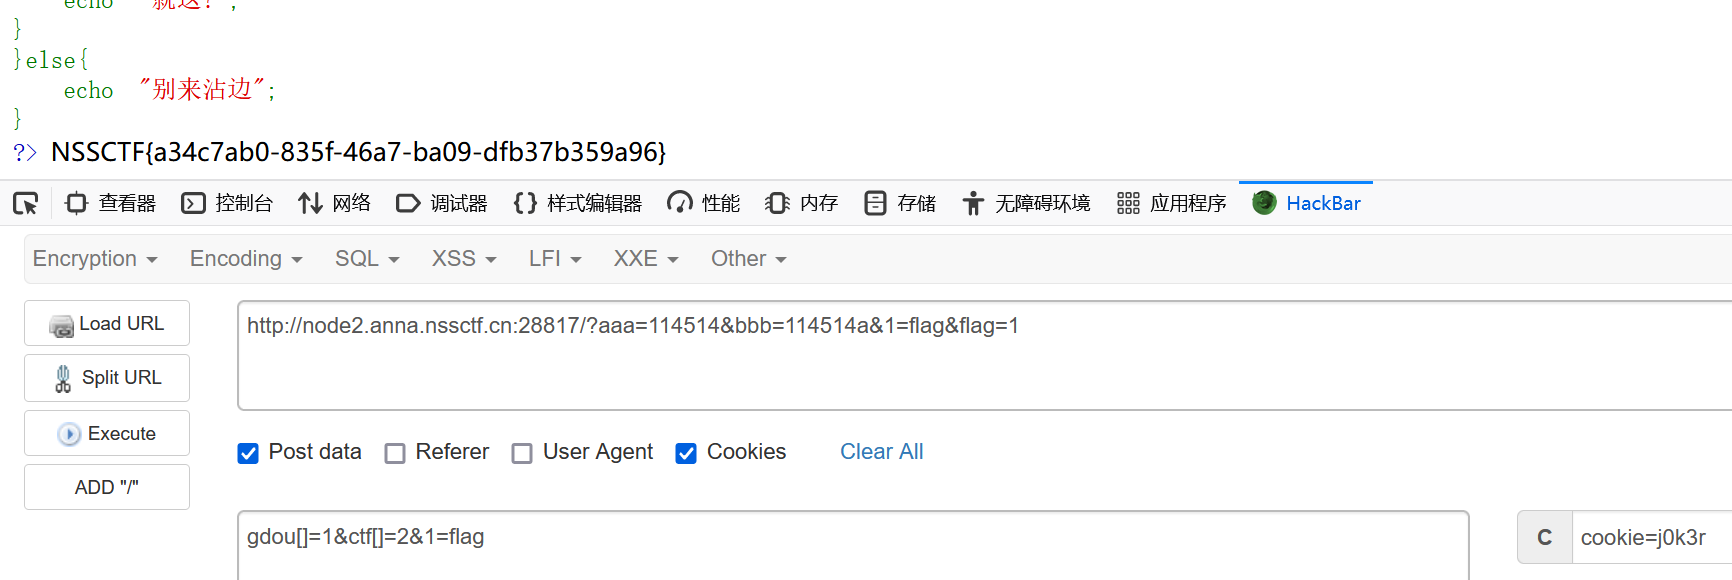 echo "就这?";
}
}else{
echo "别来沾边";
}
?> NSSCTF{a34c7ab0-835f-46a7-ba09-dfb37b359a96}
查看器 控制台 网络 调试器 样式编辑器 性能 内存 存储 无障碍环境 应用程序 HackBar
Encryption Encoding SQL XSS LFI XXE Other
Load URL http://node2.anna.nssctf.cn:28817/?aaa=114514&bbb=114514a&1=flag&flag=1
Split URL
Execute
Post data Referer User Agent Cookies Clear All
ADD "/"
gdou[]=1&ctf[]=2&1=flag C cookie=j0k3r